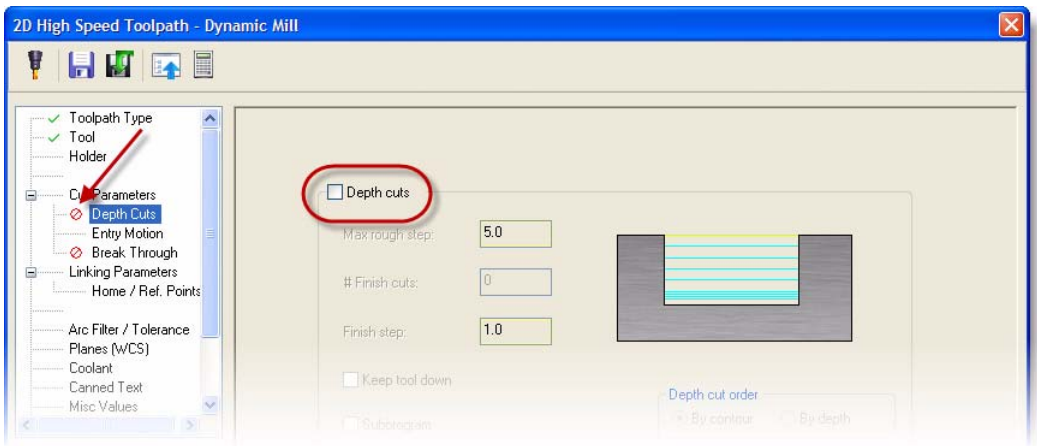 2D High Speed Toolpath - Dynamic Mill
Toolpath Type
Tool
Holder
Cut Parameters
Depth Cuts
Entry Motion
Break Through
Linking Parameters
Home / Ref. Points
Arc Filter / Tolerance
Planes (WCS)
Coolant
Canned Text
Misc Values
Depth cuts
Max rough step: 5.0
# Finish cuts: 0
Finish step: 1.0
Keep tool down
Subprogram
Depth cut order
By contour By depth